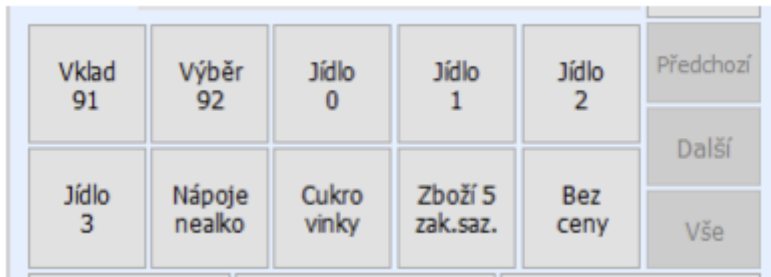 Vklad
91
Výběr
92
Jídlo
0
Jídlo
1
Jídlo
2
Předchozí
Další
Jídlo
3
Nápoje
nealko
Cukro
vinky
Zboží 5
zak.saz.
Bez
ceny
Vše